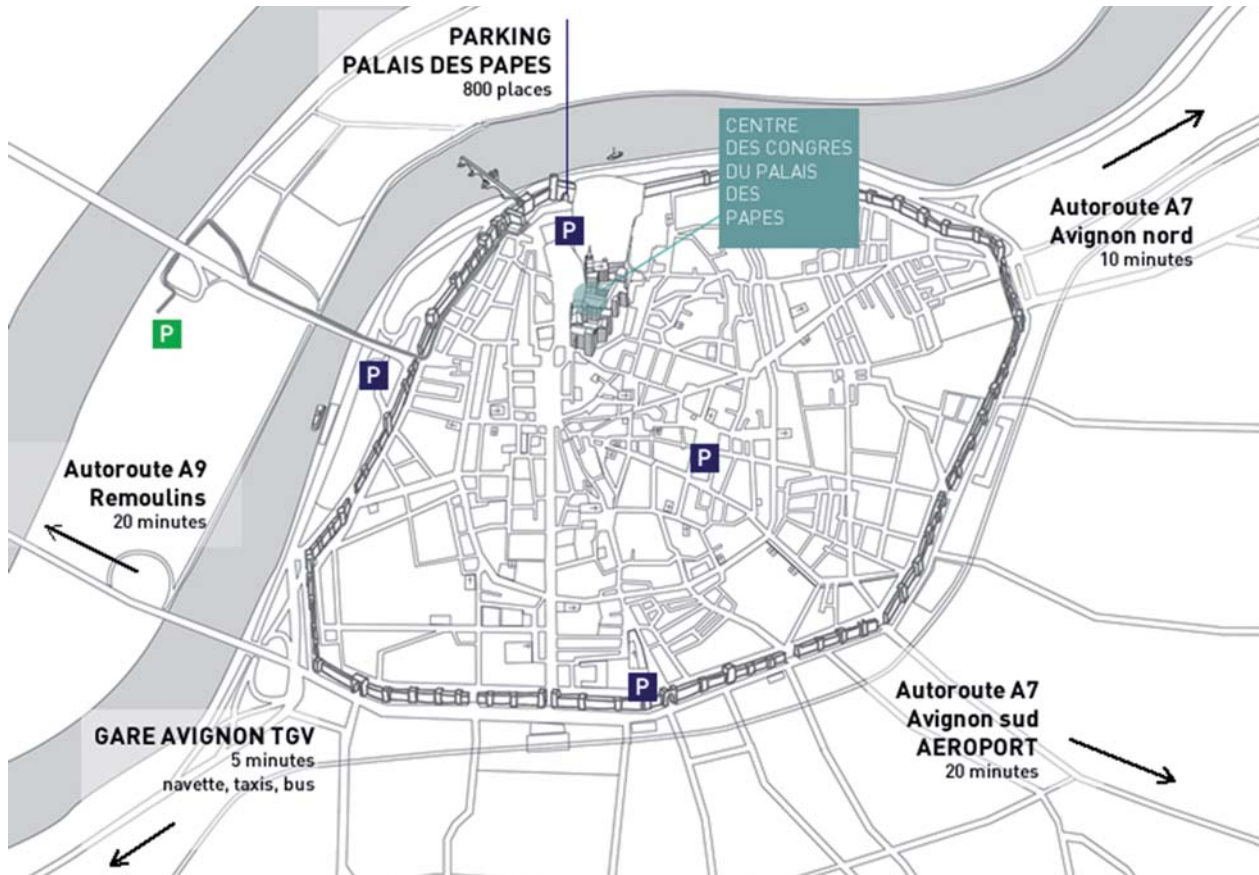 PARKING
PALAIS DES PAPES
800 places
CENTRE
DES CONGRES
DU PALAIS
DES
PAPES
P
Autoroute A7
Avignon nord
10 minutes
P
P
P
Autoroute A9
Remoulins
20 minutes
P
Autoroute A7
Avignon sud
AEROPORT
20 minutes
GARE AVIGNON TGV
5 minutes
navette, taxis, bus